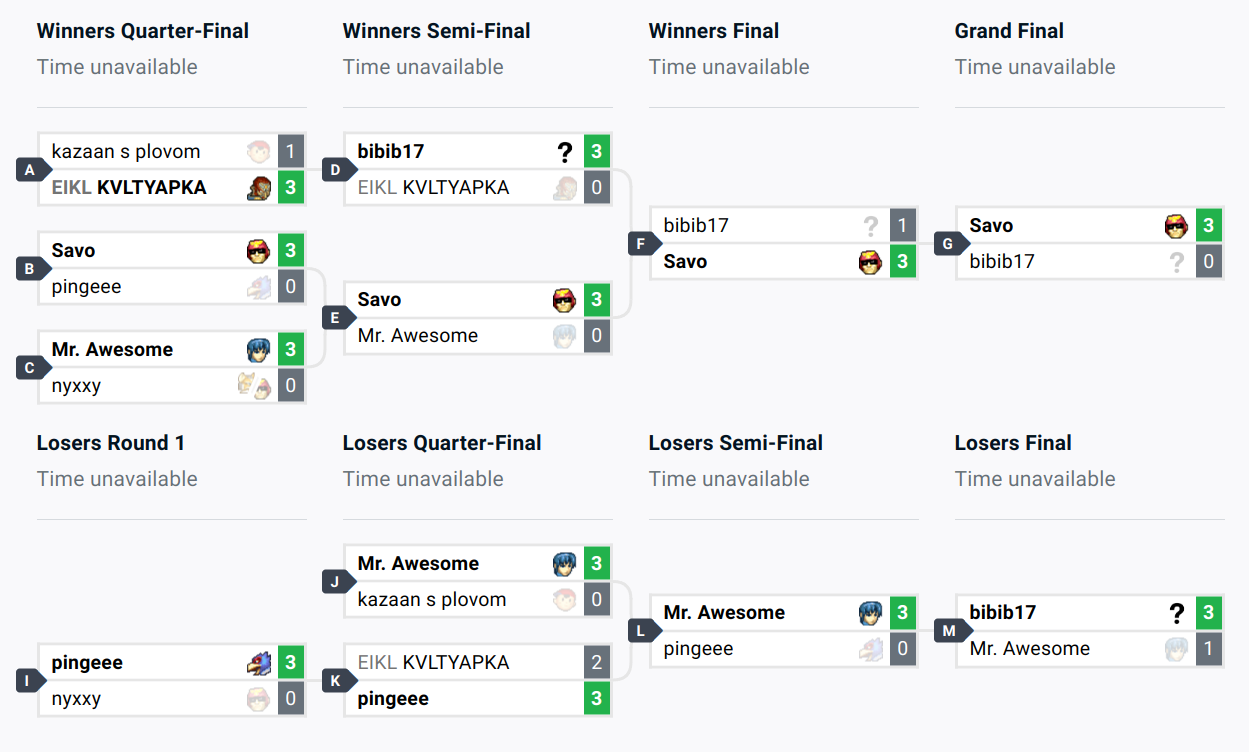 Winners Quarter-Final
Time unavailable
Winners Semi-Final
Time unavailable
Winners Final
Time unavailable
Grand Final
Time unavailable
A
kazaan s plovom 1
EIKL KVLTYAPKA 3
B
Savo 3
pingeee 0
C
Mr. Awesome 3
nyxxy 0
D
bibib17 ? 3
EIKL KVLTYAPKA 0
E
Savo 3
Mr. Awesome 0
F
bibib17 ? 1
Savo 3
G
Savo 3
bibib17 ? 0
Losers Round 1
Time unavailable
Losers Quarter-Final
Time unavailable
Losers Semi-Final
Time unavailable
Losers Final
Time unavailable
I
pingeee 3
nyxxy 0
J
Mr. Awesome 3
kazaan s plovom 0
K
EIKL KVLTYAPKA 2
pingeee 3
L
Mr. Awesome 3
pingeee 0
M
bibib17 ? 3
Mr. Awesome 1